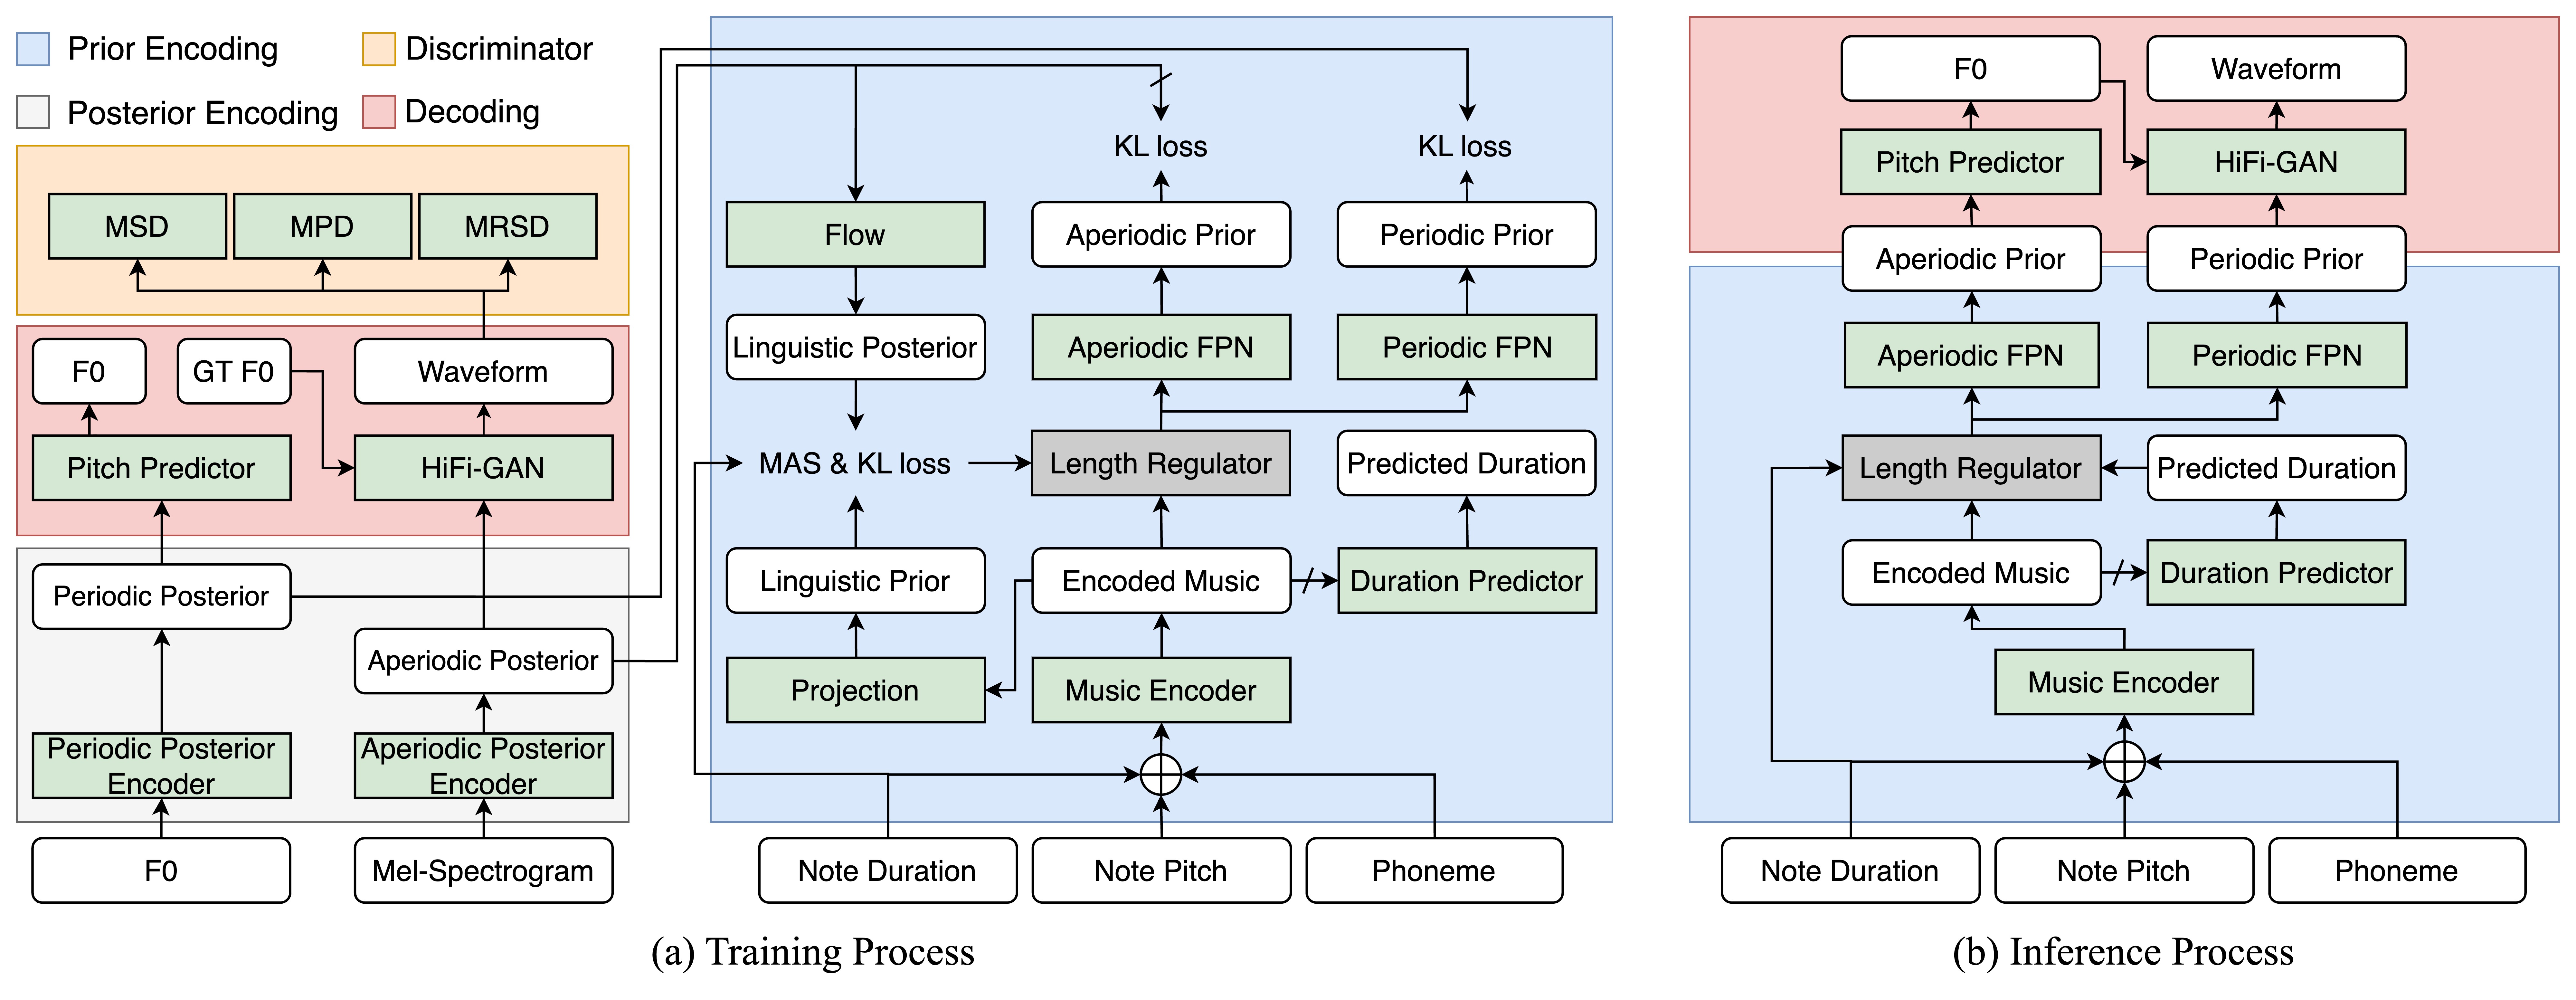 Prior Encoding
Discriminator
Posterior Encoding
Decoding
MSD
MPD
MRSD
F0
GT F0
Waveform
Pitch Predictor
HiFi-GAN
Periodic Posterior
Aperiodic Posterior
Periodic Posterior
Encoder
Aperiodic Posterior
Encoder
F0
Mel-Spectrogram
KL loss
KL loss
Flow
Aperiodic Prior
Periodic Prior
Linguistic Posterior
Aperiodic FPN
Periodic FPN
MAS & KL loss
Length Regulator
Predicted Duration
Linguistic Prior
Encoded Music
Duration Predictor
Projection
Music Encoder
Note Duration
Note Pitch
Phoneme
(a) Training Process
F0
Waveform
Pitch Predictor
HiFi-GAN
Aperiodic Prior
Periodic Prior
Aperiodic FPN
Periodic FPN
Length Regulator
Predicted Duration
Encoded Music
Duration Predictor
Music Encoder
Note Duration
Note Pitch
Phoneme
(b) Inference Process